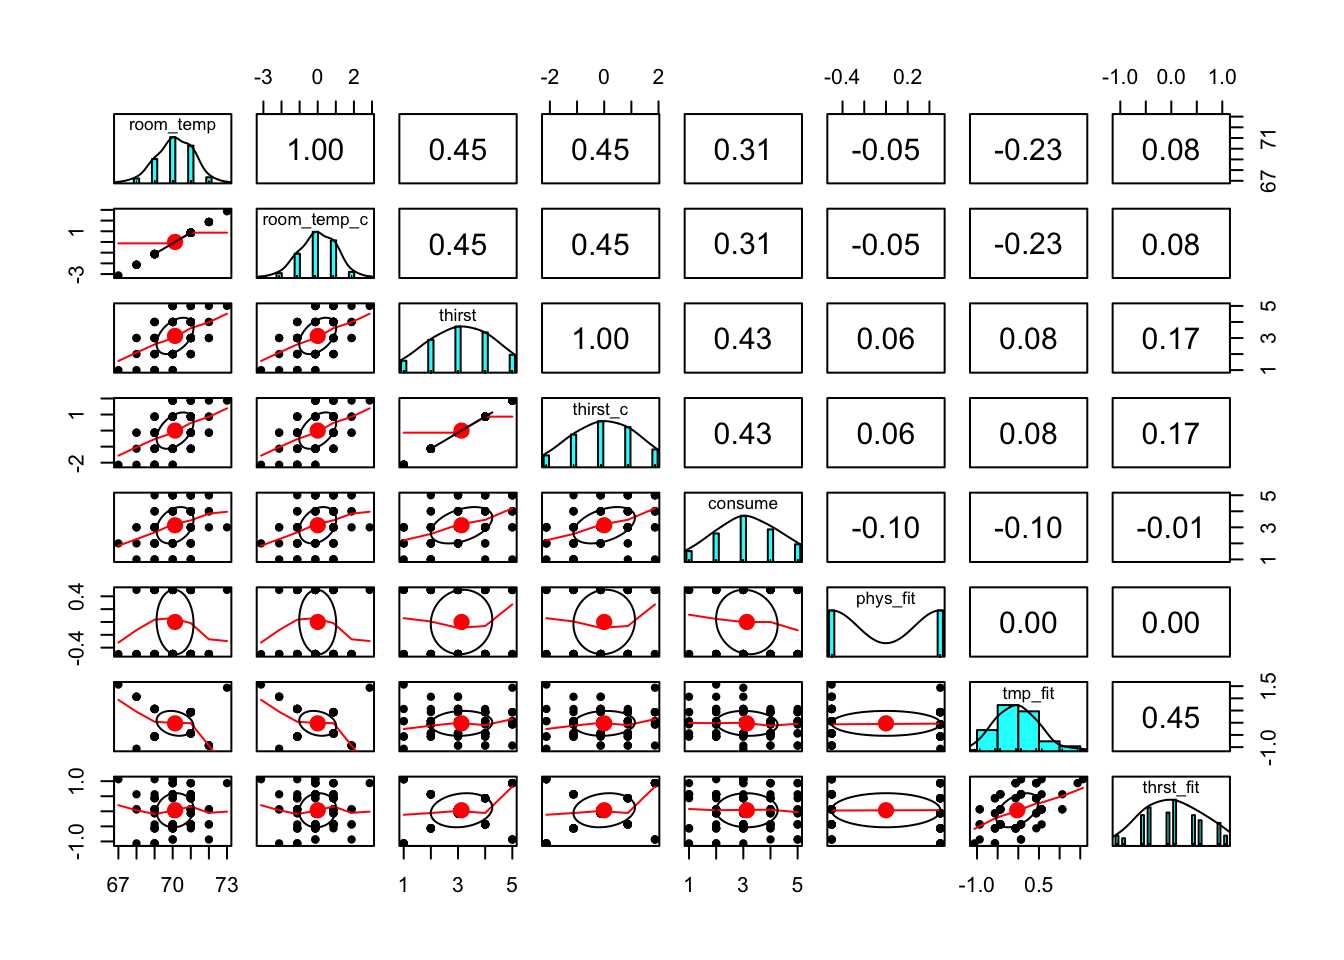 -3 0 2 -2 0 2 -0.4 0.2 -1.0 0.0 1.0
room_temp 1.00 0.45 0.45 0.31 -0.05 -0.23 0.08 67 71
1 -3 room_temp_c 0.45 0.45 0.31 -0.05 -0.23 0.08
thirst 1.00 0.43 0.06 0.08 0.17 1 3 5
1 -2 thirst_c 0.43 0.06 0.08 0.17
consume -0.10 -0.10 -0.01 1 3 5
0.4 -0.4 phys_fit 0.00 0.00
tmp_fit 0.45 -1.0 1.5
1.0 -1.0 thrst_fit
67 70 73 1 3 5 1 3 5 -1.0 0.5